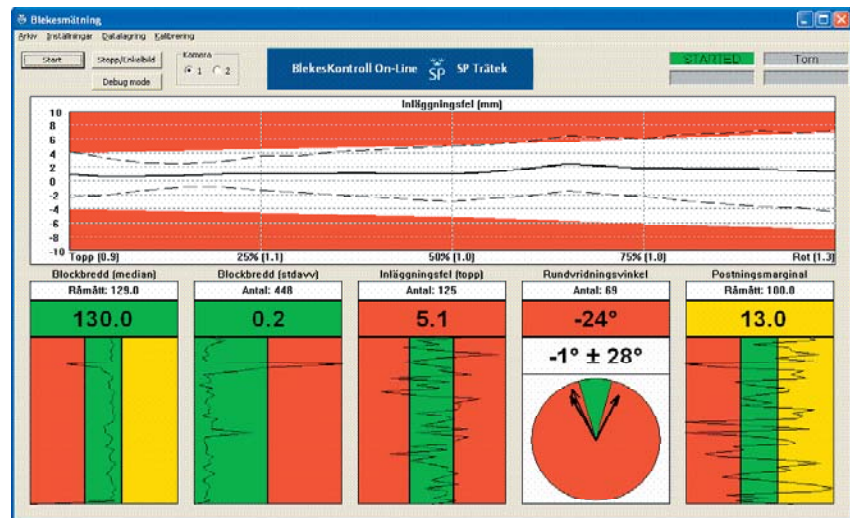 Blekesmätning
Arkiv Inställningar Datalagring Kalibrering
Start
Stopp/Enkelbild
Kamera
1 2
Debug mode
BlekesKontroll On-Line SP SP Trätek
STARTED Tom
Inläggningsfel (mm)
10
8
6
4
2
0
-2
-4
-6
-8
-10
Topp (0.9) 25% (1.1) 50% (1.0) 75% (1.8) Rot (1.3)
Blockbredd (median) Blockbredd (stdavv) Inläggningsfel (topp) Rundvridningsvinkel Postningsmarginal
Råmått: 129.0 Antal: 448 Antal: 125 Antal: 69 Råmått: 100.0
130.0 0.2 5.1 -24° 13.0
-1° ± 28°